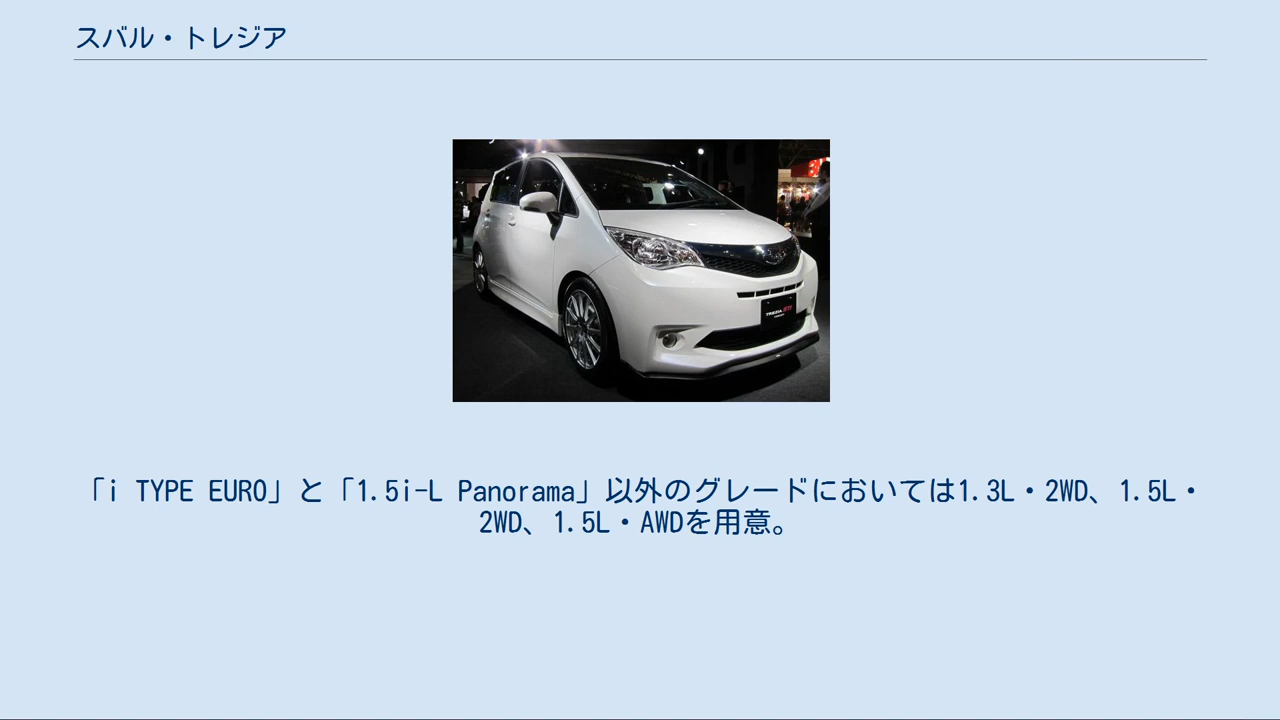 スバル・トレジア
TREZIA STI
「i TYPE EURO」と「1.5i-L Panorama」以外のグレードにおいては1.3L・2WD、1.5L・
2WD、1.5L・AWDを用意。